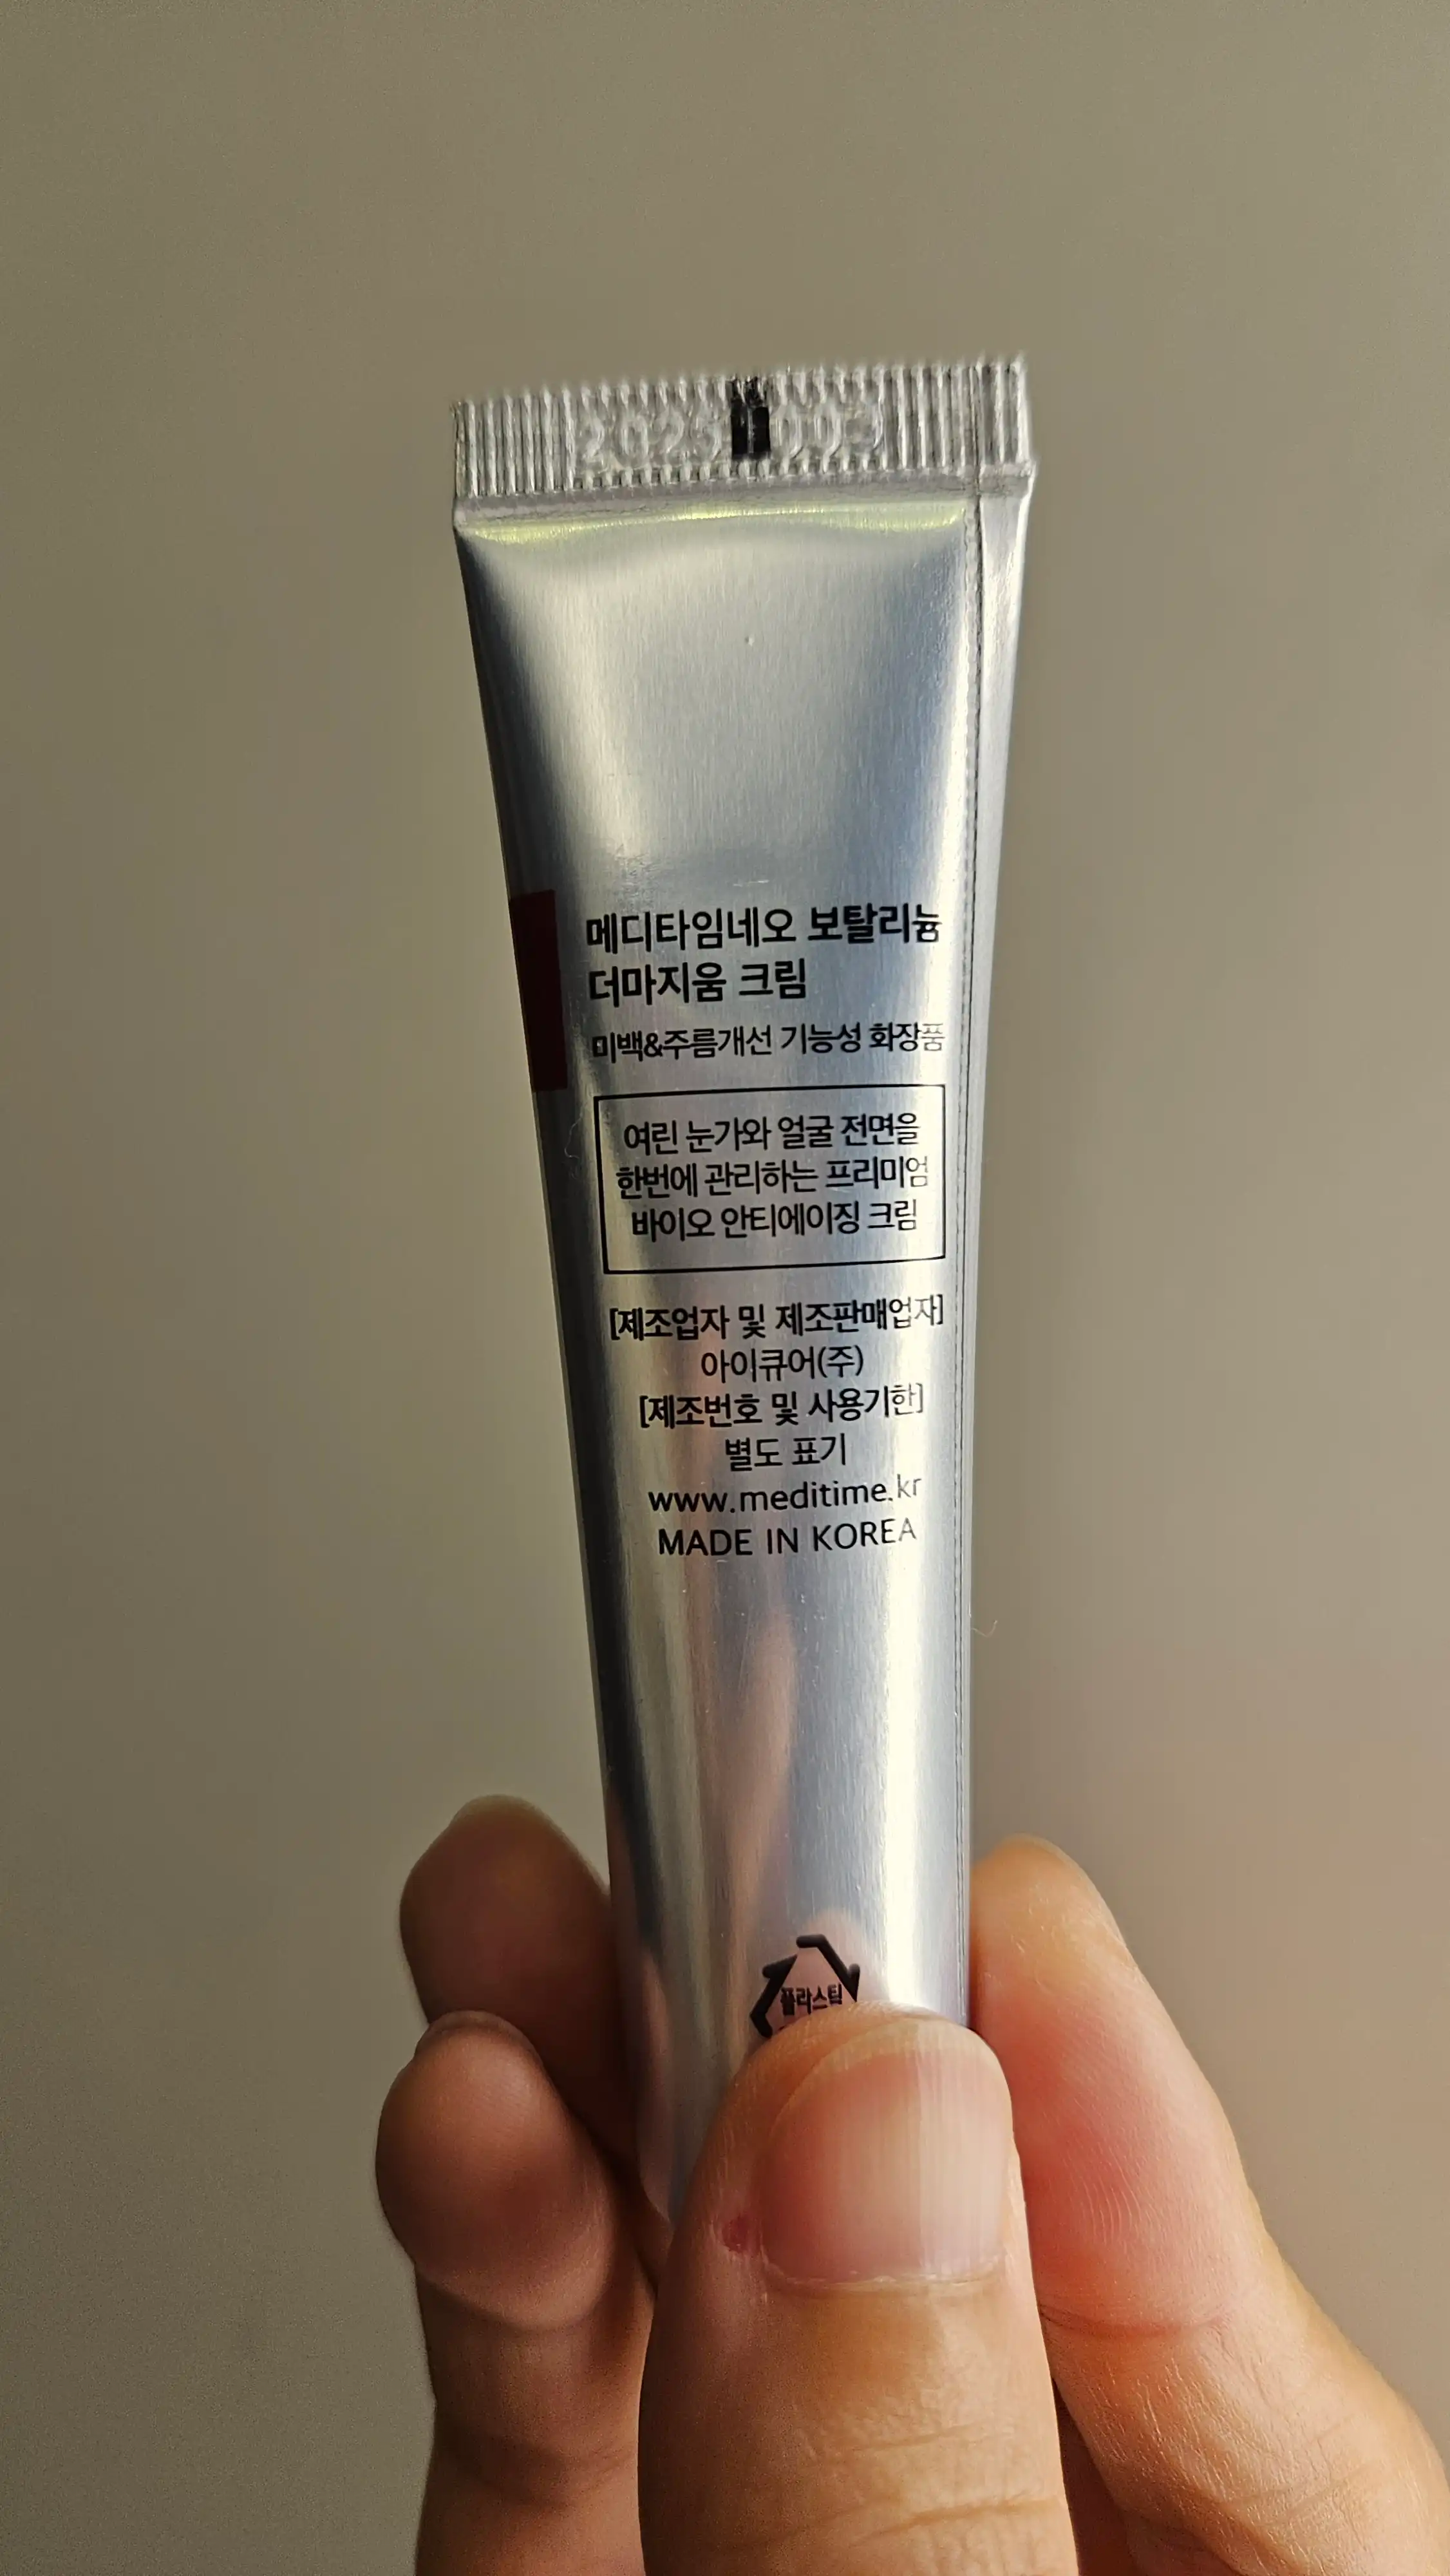 메디타임네오 보탈리늄
더마지움 크림
미백&주름개선 기능성 화장품
여린 눈가와 얼굴 전면을
한번에 관리하는 프리미엄
바이오 안티에이징 크림
[제조업자 및 제조판매업자]
아이큐어(주)
[제조번호 및 사용기한]
별도 표기
www.meditime.kr
MADE IN KOREA
플라스틱